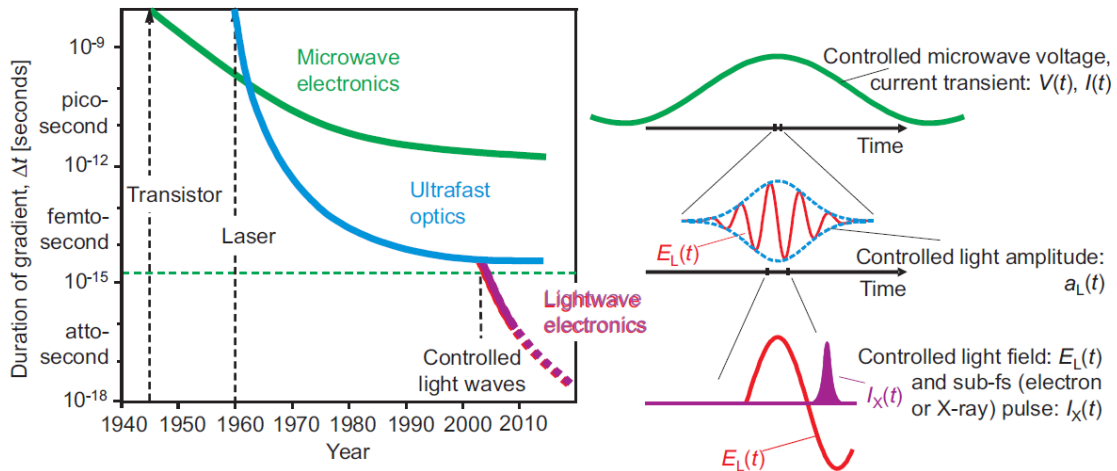 Duration of gradient, Δt [seconds]
10⁻⁹
pico-
second
10⁻¹²
femto-
second
10⁻¹⁵
atto-
second
10⁻¹⁸
1940 1950 1960 1970 1980 1990 2000 2010
Year
Microwave
electronics
Transistor
Laser
Ultrafast
optics
Lightwave
electronics
Controlled
light waves
Controlled microwave voltage,
current transient: V(t), I(t)
Time
E_L(t)
Controlled light amplitude:
a_L(t)
Time
Controlled light field: E_L(t)
and sub-fs (electron
or X-ray) pulse: I_X(t)
I_X(t)
E_L(t)